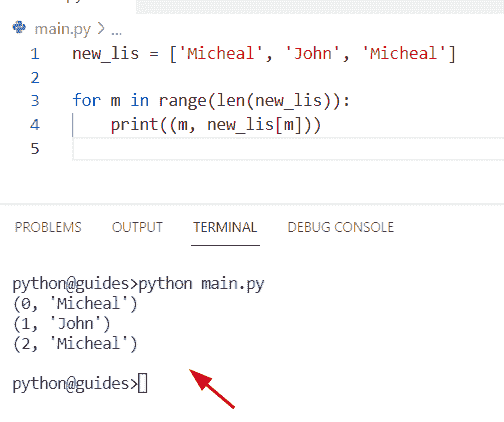 main.py > ...
1 new_lis = ['Micheal', 'John', 'Micheal']
2
3 for m in range(len(new_lis)):
4     print((m, new_lis[m]))
5
PROBLEMS OUTPUT TERMINAL DEBUG CONSOLE
python@guides>python main.py
(0, 'Micheal')
(1, 'John')
(2, 'Micheal')
python@guides>